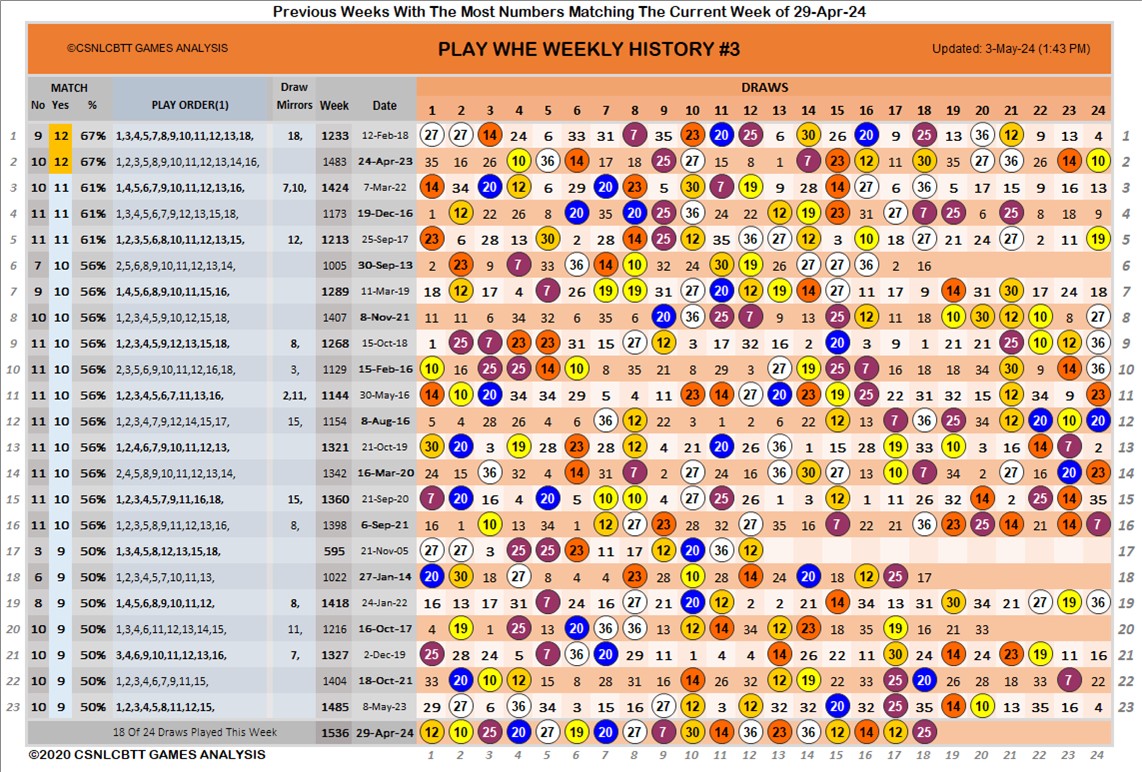 Previous Weeks With The Most Numbers Matching The Current Week of 29-Apr-24
©CSNLCBTT GAMES ANALYSIS PLAY WHE WEEKLY HISTORY #3 Updated: 3-May-24 (1:43 PM)
MATCH Draw DRAWS
No Yes % PLAY ORDER(1) Mirrors Week Date 1 2 3 4 5 6 7 8 9 10 11 12 13 14 15 16 17 18 19 20 21 22 23 24
1 9 12 67% 1,3,4,5,7,8,9,10,11,12,13,18, 18, 1233 12-Feb-18 27 27 14 24 6 33 31 7 35 23 20 25 14 30 26 20 9 25 13 36 12 9 13 4 1
2 10 12 67% 1,2,3,5,8,9,10,11,12,13,14,16, 1483 24-Apr-23 35 16 26 10 36 14 17 18 25 27 15 8 1 7 23 12 11 30 35 27 36 26 14 10 2
3 10 11 61% 1,4,5,6,7,9,10,11,12,13,16, 7,10, 1424 7-Mar-22 14 34 20 12 6 29 20 23 5 30 7 19 9 28 14 27 6 36 5 17 15 9 16 13 3
4 11 11 61% 1,3,4,5,6,7,9,12,13,15,18, 1173 19-Dec-16 1 12 22 26 8 20 35 20 25 36 24 22 12 19 23 31 27 7 25 6 25 8 18 9 4
5 11 11 61% 1,2,3,5,6,8,10,11,12,13,15, 12, 1213 25-Sep-17 23 6 28 13 30 2 28 14 25 12 35 36 27 12 3 10 18 27 21 24 27 2 11 19 5
6 7 10 56% 2,5,6,8,9,10,11,12,13,14, 1005 30-Sep-13 2 23 9 7 33 36 14 10 32 24 30 19 26 27 27 36 2 16 6
7 9 10 56% 1,4,5,6,8,9,10,11,15,16, 1289 11-Mar-19 18 12 17 4 7 26 19 19 31 27 20 12 19 14 27 11 17 9 14 31 30 17 24 18 7
8 10 10 56% 1,2,3,4,5,9,10,12,15,18, 1407 8-Nov-21 11 11 6 34 32 6 35 6 20 36 25 7 9 13 25 12 11 18 10 30 12 10 8 27 8
9 11 10 56% 1,2,3,4,5,9,12,13,15,18, 8, 1268 15-Oct-18 1 25 7 23 23 31 15 27 12 3 17 32 16 2 20 3 9 1 21 21 25 10 12 36 9
10 11 10 56% 2,3,5,6,9,10,11,12,16,18, 3, 1129 15-Feb-16 10 16 25 25 14 10 8 35 21 8 29 3 27 19 25 7 16 18 18 34 30 9 23 36 10
11 11 10 56% 1,2,3,4,5,6,7,11,13,16, 2,11, 1144 30-May-16 14 10 20 34 34 29 5 4 11 23 14 27 20 23 19 25 22 31 32 15 12 34 9 23 11
12 11 10 56% 1,2,3,4,7,9,12,14,15,17, 15, 1154 8-Aug-16 5 4 28 26 4 6 36 12 22 3 1 2 6 22 12 13 7 36 25 34 12 20 10 20 12
13 11 10 56% 1,2,4,6,7,9,10,11,12,13, 1321 21-Oct-19 30 20 4 19 28 23 28 12 4 21 20 26 36 1 15 28 19 33 10 3 16 14 7 2 13
14 11 10 56% 2,4,5,8,9,10,11,12,13,14, 1342 16-Mar-20 24 15 36 32 4 14 31 7 2 27 24 16 36 30 27 13 10 7 34 2 27 16 20 23 14
15 11 10 56% 1,2,3,4,5,7,9,11,16,18, 15, 1360 21-Sep-20 7 20 16 4 20 5 10 10 4 27 25 26 1 3 12 1 11 26 32 14 2 25 14 35 15
16 11 10 56% 1,2,3,5,8,9,11,12,13,16, 8, 1398 6-Sep-21 16 1 10 13 34 1 12 27 23 28 32 27 35 16 7 22 18 36 23 25 14 21 14 7 16
17 3 9 50% 1,3,4,5,8,12,13,15,18, 595 21-Nov-05 27 27 3 25 25 23 11 17 12 20 36 12 17
18 6 9 50% 1,2,3,4,5,7,10,11,13, 1022 27-Jan-14 20 30 18 27 8 4 4 23 28 10 28 14 24 20 18 12 25 17 18
19 8 9 50% 1,4,5,6,8,9,10,11,12, 8, 1418 24-Jan-22 16 13 17 31 7 24 16 27 21 20 12 2 2 21 14 34 13 31 30 34 21 27 19 36 19
20 10 9 50% 1,3,4,6,11,12,13,14,15, 11, 1216 16-Oct-17 4 19 1 25 13 20 36 36 13 12 14 34 12 23 18 35 19 16 21 33 20
21 10 9 50% 3,4,6,9,10,11,12,13,16, 7, 1327 2-Dec-19 25 28 24 5 7 36 20 29 11 1 4 4 14 26 22 11 30 24 14 21 23 19 11 16 21
22 10 9 50% 1,2,3,4,6,7,9,11,15, 1404 18-Oct-21 33 20 10 12 15 8 28 31 16 14 26 32 12 19 22 33 25 20 26 28 18 33 7 22 22
23 10 9 50% 1,2,3,4,5,8,11,12,15, 1485 8-May-23 29 27 6 36 34 3 15 16 27 12 3 12 32 32 20 32 25 35 14 10 13 35 16 4 23
18 Of 24 Draws Played This Week 1536 29-Apr-24 12 10 25 20 27 19 20 27 7 30 14 36 23 36 12 14 12 25
©2020 CSNLCBTT GAMES ANALYSIS 1 2 3 4 5 6 7 8 9 10 11 12 13 14 15 16 17 18 19 20 21 22 23 24